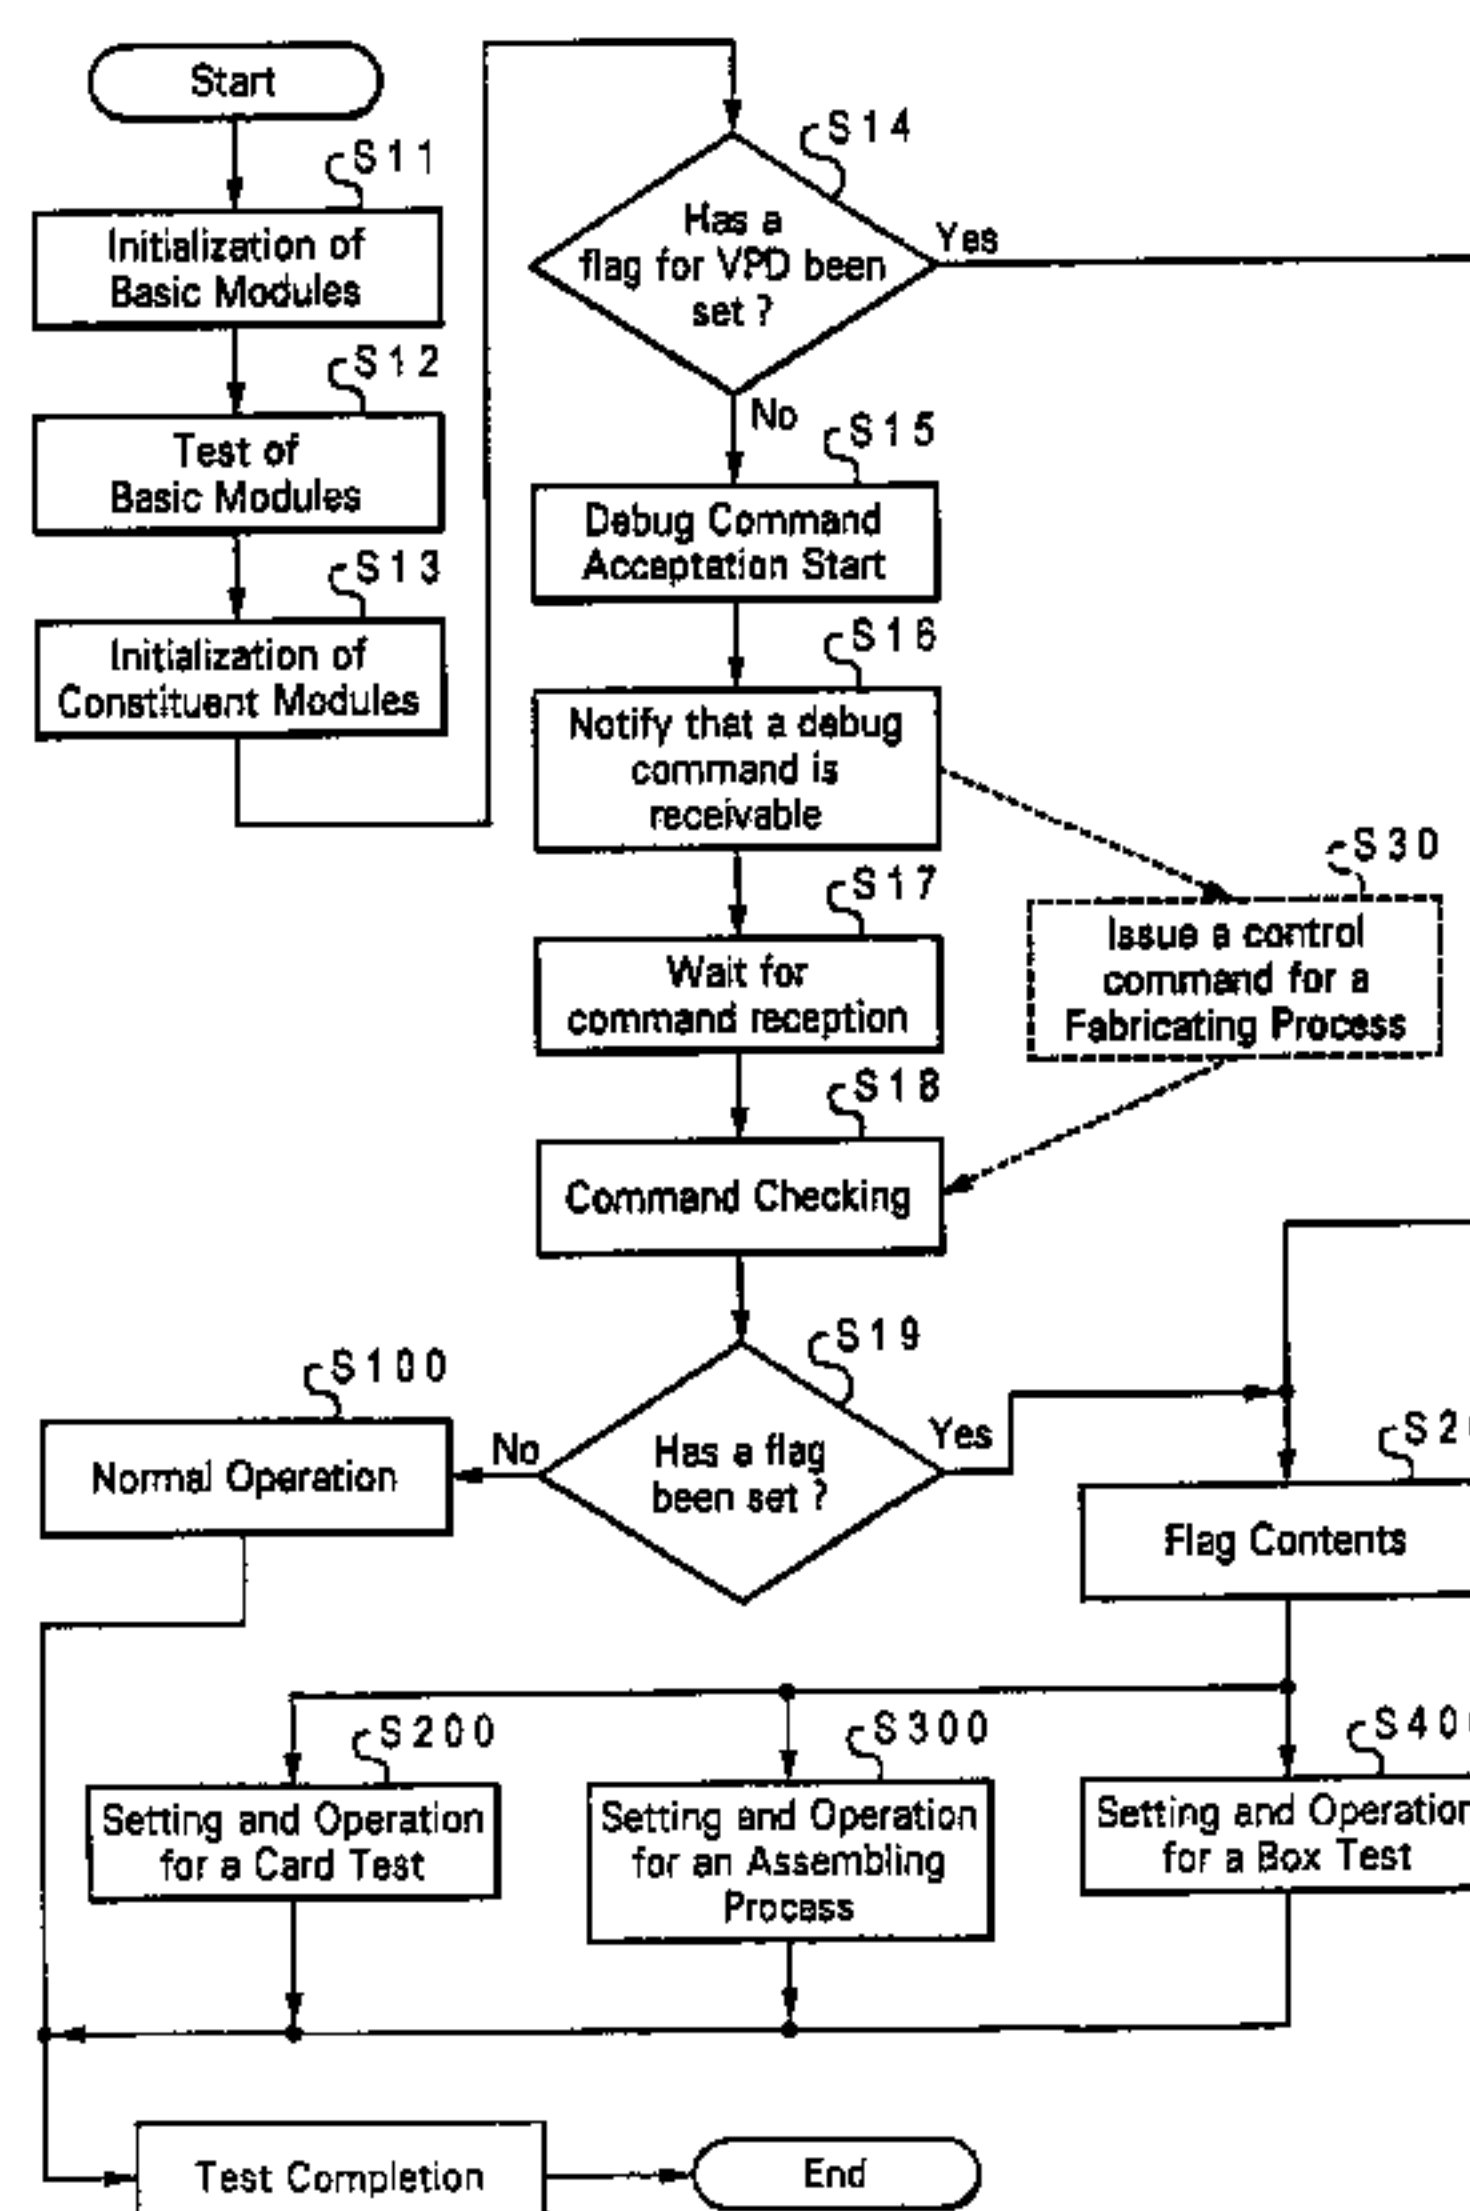 Start
S11
Initialization of
Basic Modules
S12
Test of
Basic Modules
S13
Initialization of
Constituent Modules
S14
Has a
flag for VPD been
set ?
Yes
No
S15
Debug Command
Acceptation Start
S16
Notify that a debug
command is
receivable
S17
Wait for
command reception
S30
Issue a control
command for a
Fabricating Process
S18
Command Checking
S19
Has a flag
been set ?
No
Yes
S100
Normal Operation
Flag Contents
S200
Setting and Operation
for a Card Test
S300
Setting and Operation
for an Assembling
Process
Setting and Operation
for a Box Test
Test Completion
End